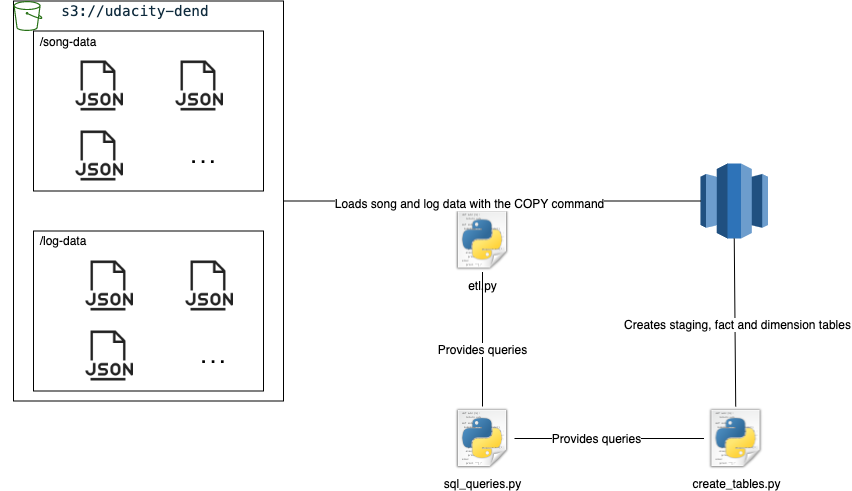 s3://udacity-dend
/song-data
JSON
JSON
JSON
...
Loads song and log data with the COPY command
/log-data
etl.py
JSON
JSON
Creates staging, fact and dimension tables
Provides queries
JSON
...
Provides queries
sql_queries.py
create_tables.py